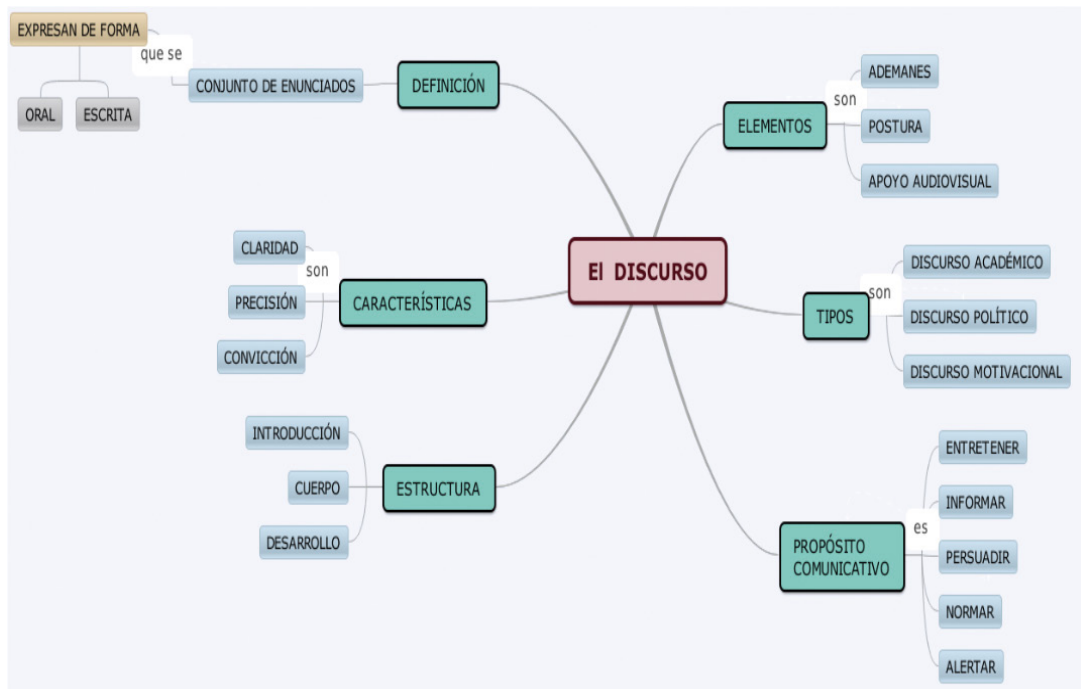 EXPRESAN DE FORMA
que se
ORAL
ESCRITA
CONJUNTO DE ENUNCIADOS
DEFINICIÓN
ELEMENTOS
son
ADEMANES
POSTURA
APOYO AUDIOVISUAL
El DISCURSO
CLARIDAD
son
PRECISIÓN
CONVICCIÓN
CARACTERÍSTICAS
TIPOS
son
DISCURSO ACADÉMICO
DISCURSO POLÍTICO
DISCURSO MOTIVACIONAL
INTRODUCCIÓN
CUERPO
DESARROLLO
ESTRUCTURA
PROPÓSITO
COMUNICATIVO
es
ENTRETENER
INFORMAR
PERSUADIR
NORMAR
ALERTAR